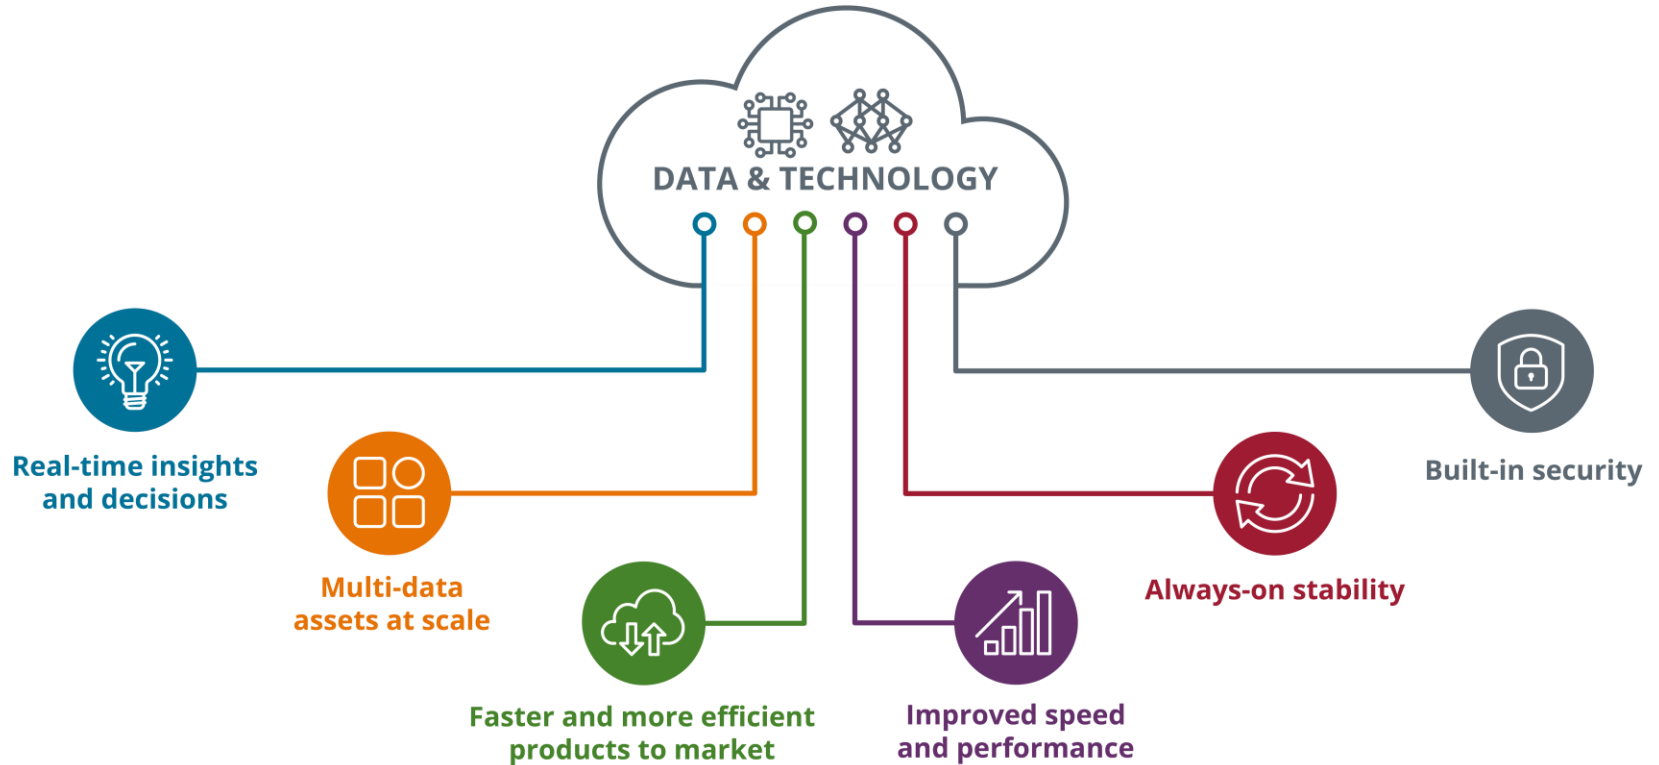 DATA & TECHNOLOGY
Real-time insights
and decisions
Multi-data
assets at scale
Faster and more efficient
products to market
Improved speed
and performance
Always-on stability
Built-in security